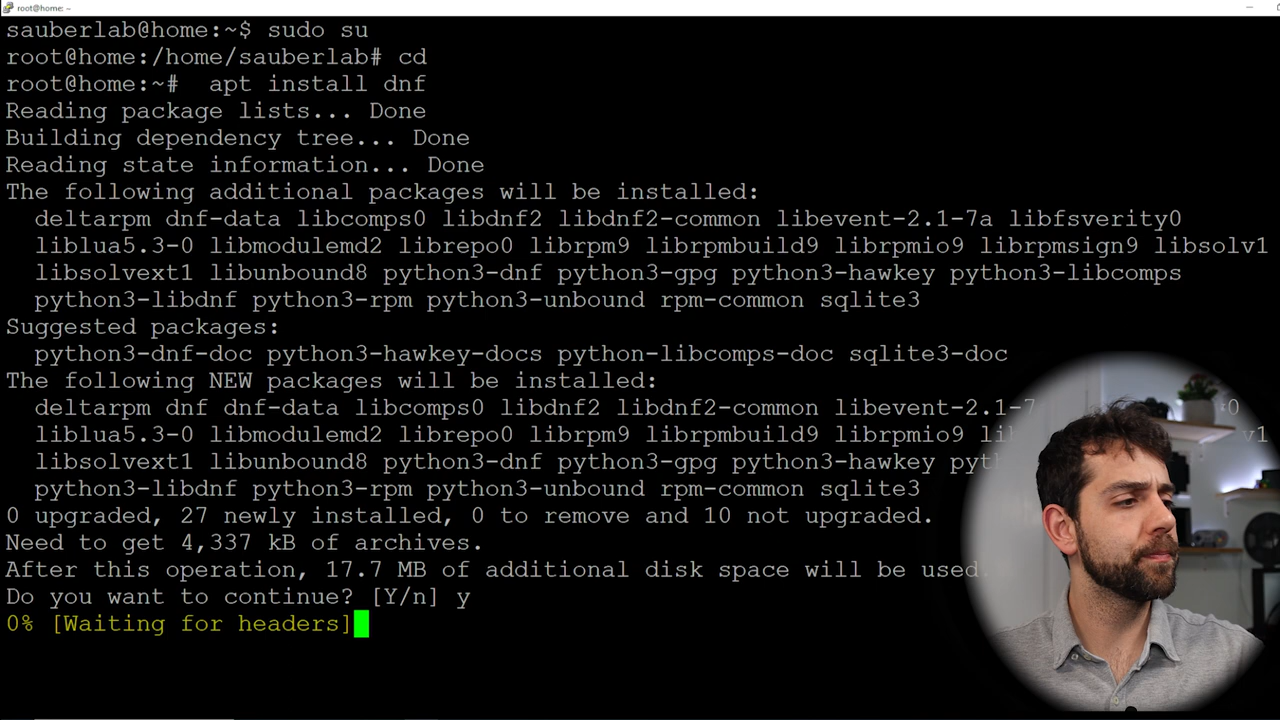 root@home: ~
sauberlab@home:~$ sudo su
root@home:/home/sauberlab# cd
root@home:~#  apt install dnf
Reading package lists... Done
Building dependency tree... Done
Reading state information... Done
The following additional packages will be installed:
  deltarpm dnf-data libcomps0 libdnf2 libdnf2-common libevent-2.1-7a libfsverity0
  liblua5.3-0 libmodulemd2 librepo0 librpm9 librpmbuild9 librpmio9 librpmsign9 libsolv1
  libsolvext1 libunbound8 python3-dnf python3-gpg python3-hawkey python3-libcomps
  python3-libdnf python3-rpm python3-unbound rpm-common sqlite3
Suggested packages:
  python3-dnf-doc python3-hawkey-docs python-libcomps-doc sqlite3-doc
The following NEW packages will be installed:
  deltarpm dnf dnf-data libcomps0 libdnf2 libdnf2-common libevent-2.1-7
  liblua5.3-0 libmodulemd2 librepo0 librpm9 librpmbuild9 librpmio9
  libsolvext1 libunbound8 python3-dnf python3-gpg python3-hawkey
  python3-libdnf python3-rpm python3-unbound rpm-common sqlite3
0 upgraded, 27 newly installed, 0 to remove and 10 not upgraded.
Need to get 4,337 kB of archives.
After this operation, 17.7 MB of additional disk space will be used.
Do you want to continue? [Y/n] y
0% [Waiting for headers]